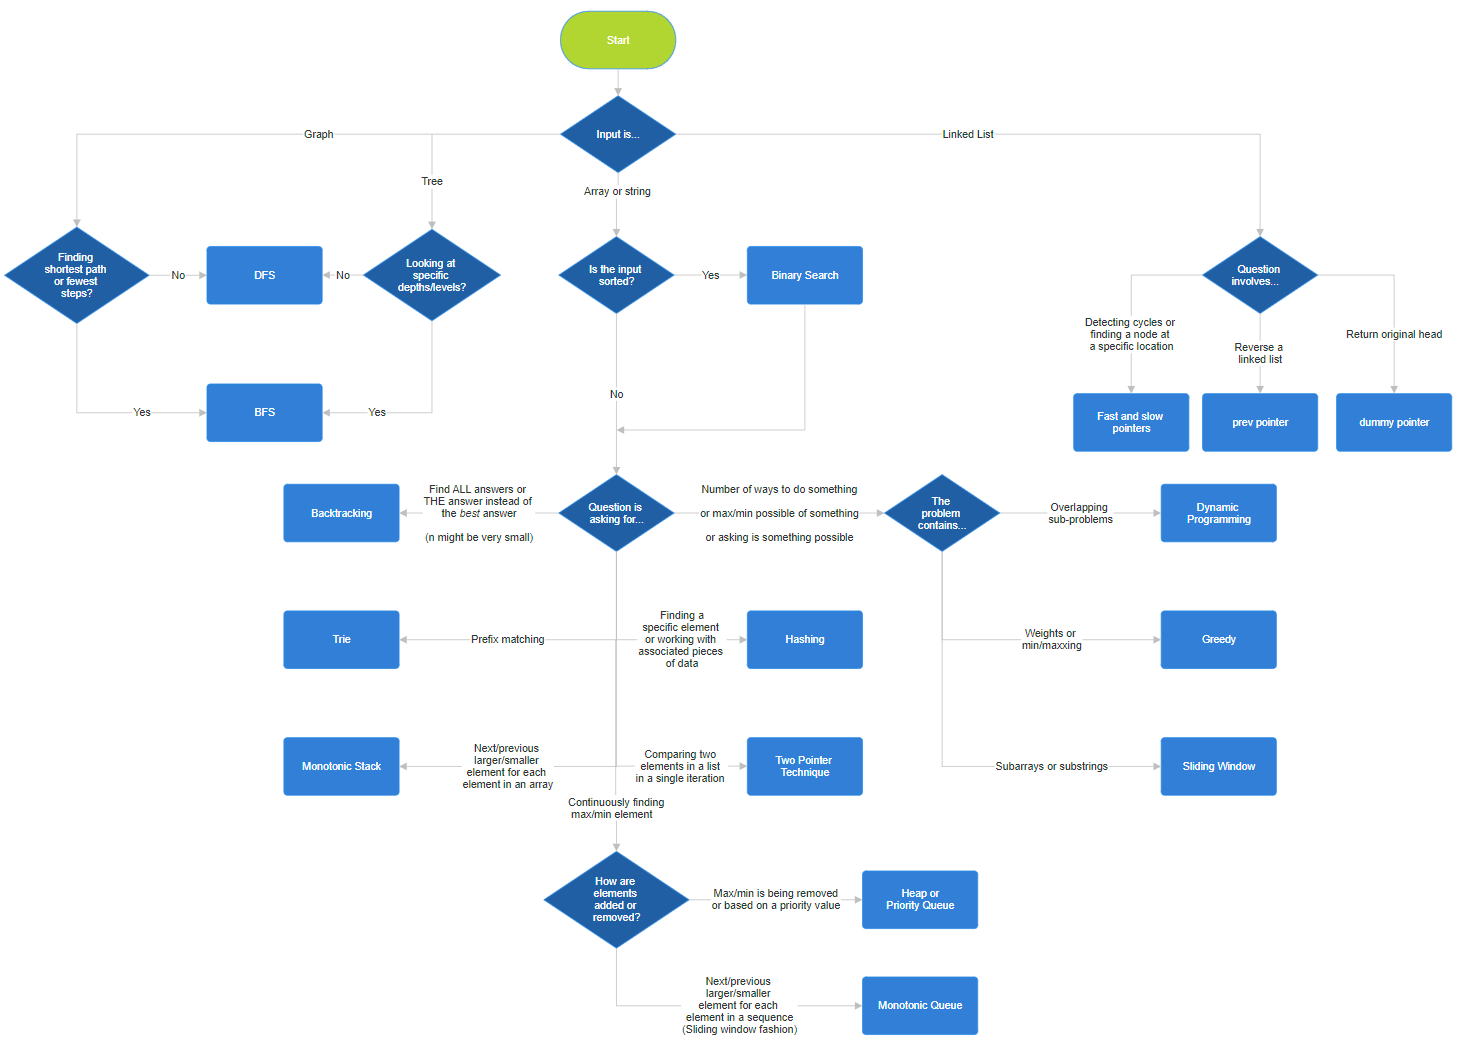 Start
Input is...
Graph
Linked List
Tree
Array or string
Finding
shortest path
or fewest
steps?
No
DFS
No
Looking at
specific
depths/levels?
Is the input
sorted?
Yes
Binary Search
Question
involves...
Detecting cycles or
finding a node at
a specific location
Reverse a
linked list
Return original head
Yes
BFS
Yes
No
Fast and slow
pointers
prev pointer
dummy pointer
Backtracking
Find ALL answers or
THE answer instead of
the best answer
(n might be very small)
Question is
asking for...
Number of ways to do something
or max/min possible of something
or asking is something possible
The
problem
contains...
Overlapping
sub-problems
Dynamic
Programming
Trie
Prefix matching
Finding a
specific element
or working with
associated pieces
of data
Hashing
Weights or
min/maxxing
Greedy
Monotonic Stack
Next/previous
larger/smaller
element for each
element in an array
Comparing two
elements in a list
in a single iteration
Two Pointer
Technique
Subarrays or substrings
Sliding Window
Continuously finding
max/min element
How are
elements
added or
removed?
Max/min is being removed
or based on a priority value
Heap or
Priority Queue
Next/previous
larger/smaller
element for each
element in a sequence
(Sliding window fashion)
Monotonic Queue